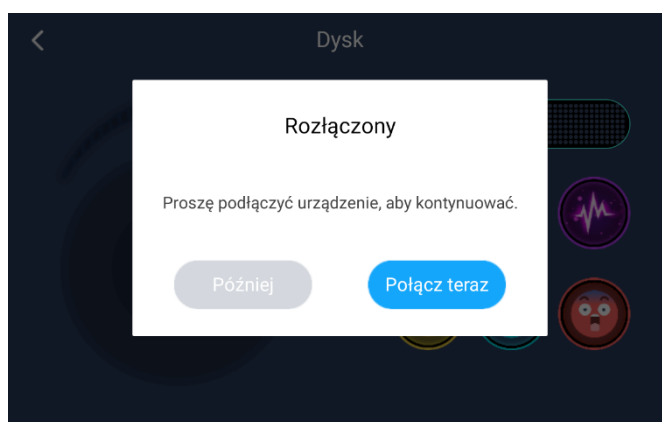 Dysk
Rozłączony
Proszę podłączyć urządzenie, aby kontynuować.
Później
Połącz teraz